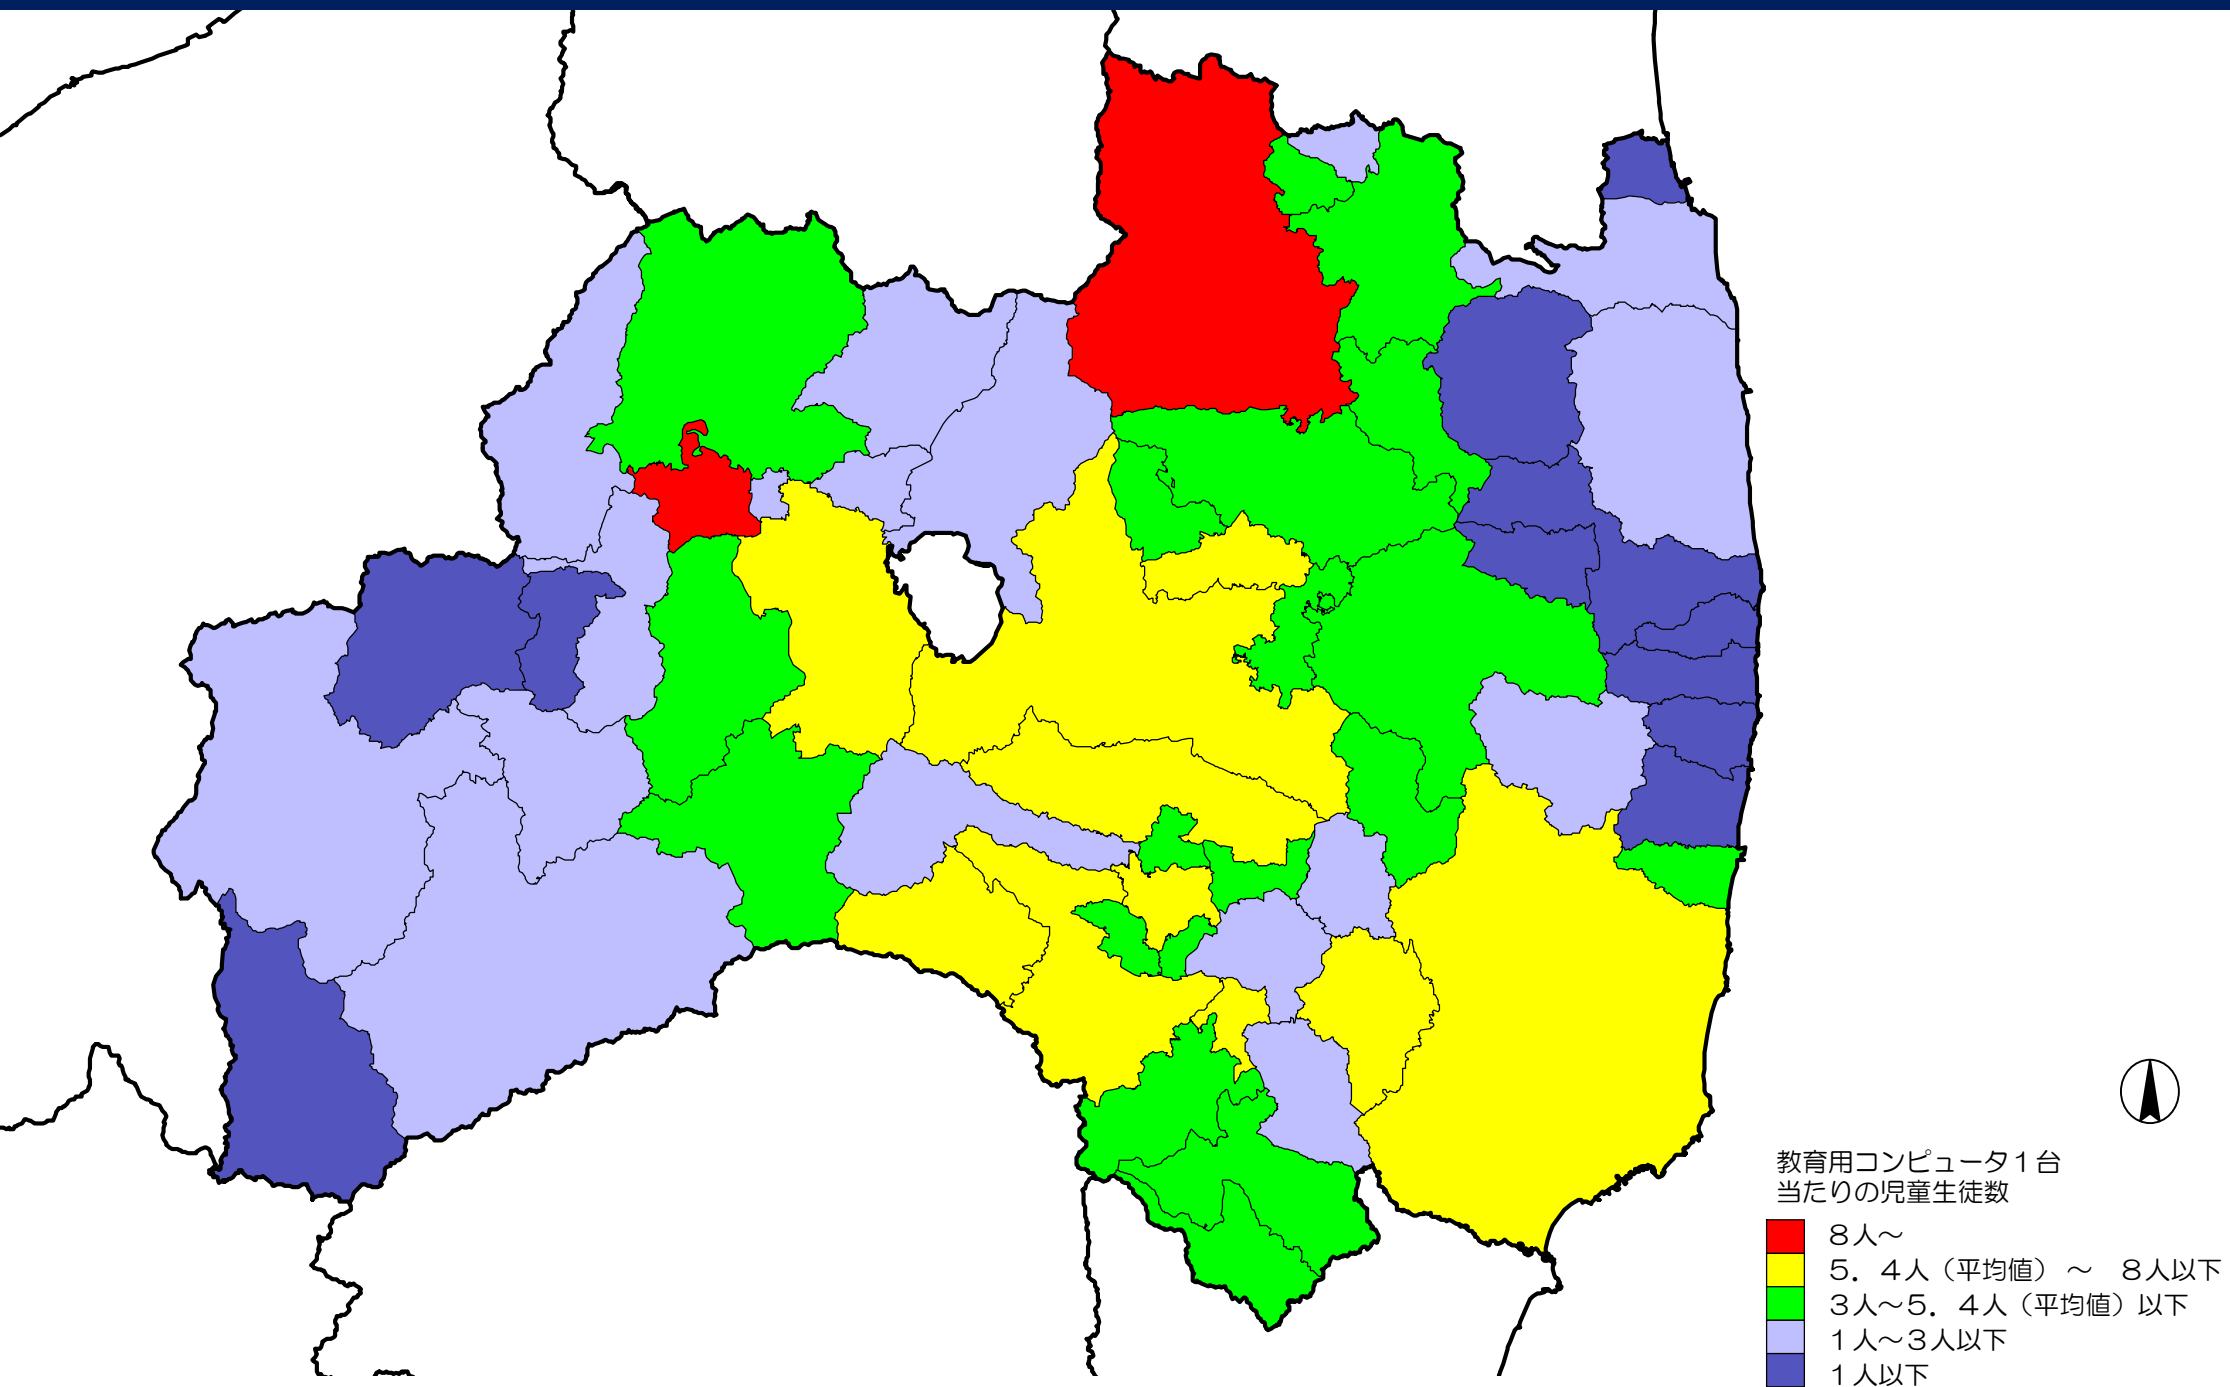 教育用コンピュータ１台
当たりの児童生徒数
８人～
５．４人（平均値）～　８人以下
３人～５．４人（平均値）以下
１人～３人以下
１人以下